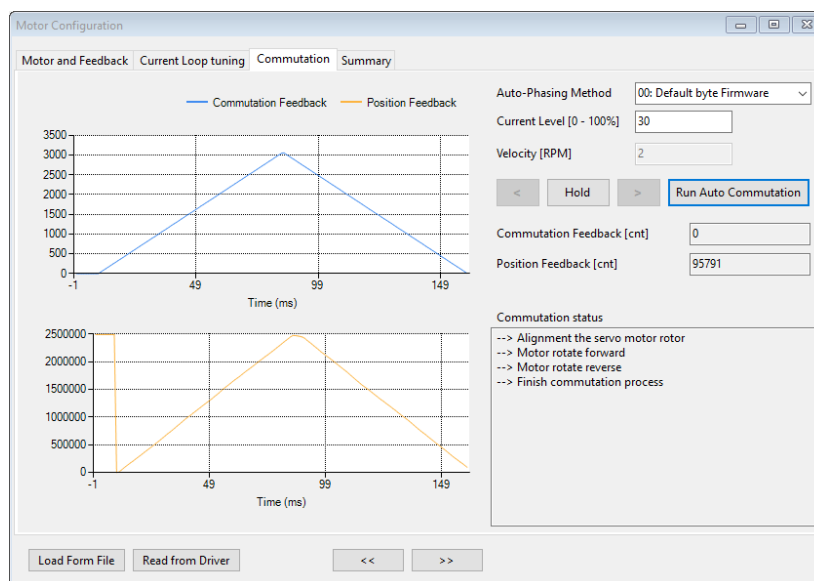 Motor Configuration
Motor and Feedback Current Loop tuning Commutation Summary
Commutation Feedback Position Feedback
3500
3000
2500
2000
1500
1000
500
0
-1 49 99 149
Time (ms)
2500000
2000000
1500000
1000000
500000
0
-1 49 99 149
Time (ms)
Auto-Phasing Method 00: Default byte Firmware
Current Level [0 - 100%] 30
Velocity [RPM] 2
< Hold > Run Auto Commutation
Commutation Feedback [cnt] 0
Position Feedback [cnt] 95791
Commutation status
--> Alignment the servo motor rotor
--> Motor rotate forward
--> Motor rotate reverse
--> Finish commutation process
Load Form File Read from Driver << >>